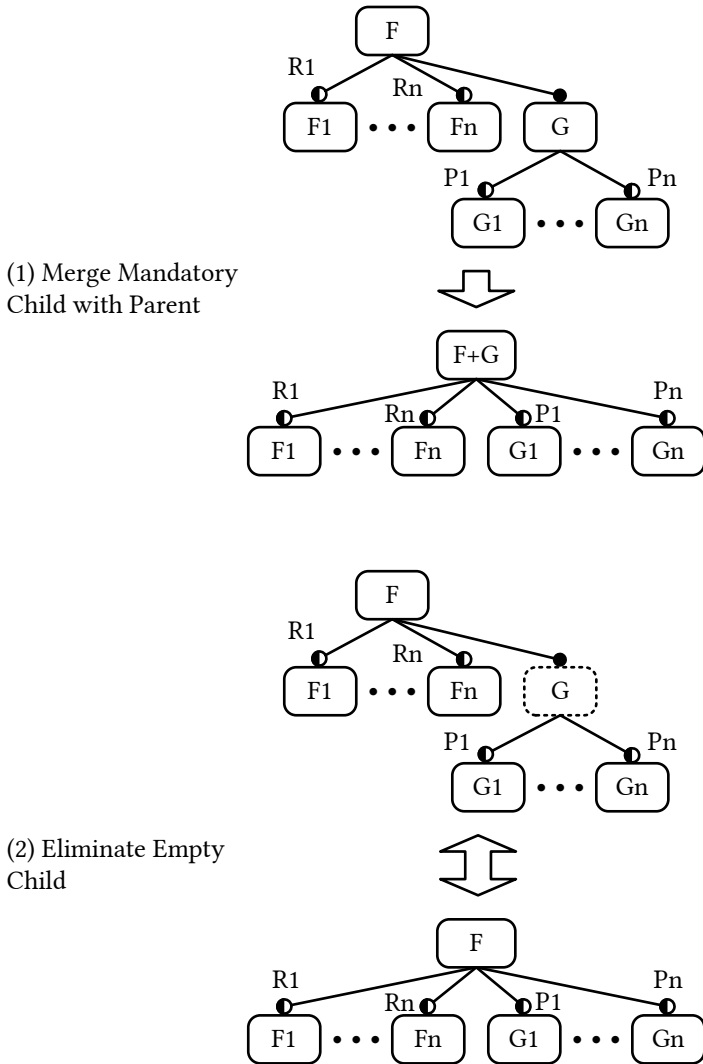 F
R1
Rn
F1
Fn
G
P1
Pn
G1
Gn
(1) Merge Mandatory
Child with Parent
F+G
R1
Rn
P1
Pn
F1
Fn
G1
Gn
F
R1
Rn
F1
Fn
G
P1
Pn
G1
Gn
(2) Eliminate Empty
Child
F
R1
Rn
P1
Pn
F1
Fn
G1
Gn